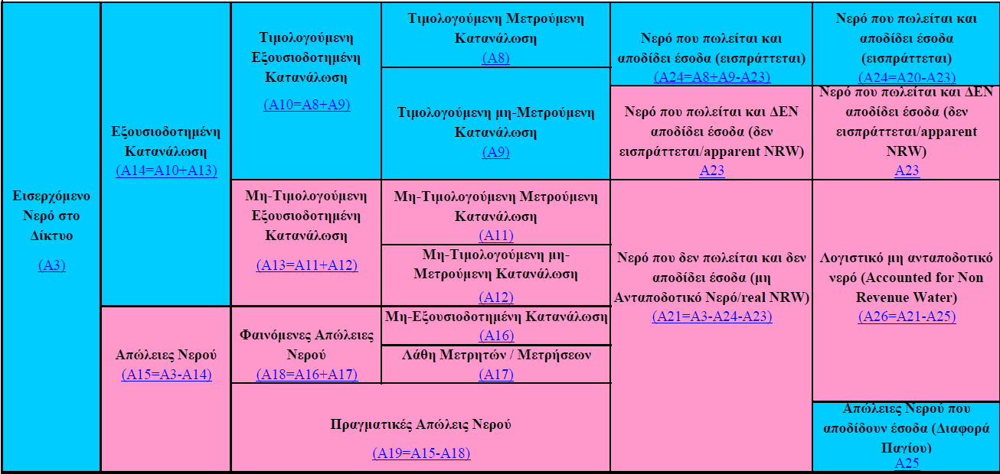 Εισερχόμενο
Νερό στο
Δίκτυο
(A3)
Εξουσιοδοτημένη
Κατανάλωση
(A14=A10+A13)
Απώλειες Νερού
(A15=A3-A14)
Τιμολογούμενη
Εξουσιοδοτημένη
Κατανάλωση
(A10=A8+A9)
Μη-Τιμολογούμενη
Εξουσιοδοτημένη
Κατανάλωση
(A13=A11+A12)
Φαινόμενες Απώλειες
Νερού
(A18=A16+A17)
Πραγματικές Απώλεις Νερού
(A19=A15-A18)
Τιμολογούμενη Μετρούμενη
Κατανάλωση
(A8)
Τιμολογούμενη μη-Μετρούμενη
Κατανάλωση
(A9)
Μη-Τιμολογούμενη Μετρούμενη
Κατανάλωση
(A11)
Μη-Τιμολογούμενη μη-
Μετρούμενη Κατανάλωση
(A12)
Μη-Εξουσιοδοτημένη Κατανάλωση
(A16)
Λάθη Μετρητών / Μετρήσεων
(A17)
Νερό που πωλείται και
αποδίδει έσοδα (εισπράττεται)
(A24=A8+A9-A23)
Νερό που πωλείται και ΔΕΝ
αποδίδει έσοδα (δεν
εισπράττεται/apparent NRW)
A23
Νερό που δεν πωλείται και δεν
αποδίδει έσοδα (μη
Ανταποδοτικό Νερό/real NRW)
(A21=A3-A24-A23)
Νερό που πωλείται και
αποδίδει έσοδα
(εισπράττεται)
(A24=A20-A23)
Νερό που πωλείται και ΔΕΝ
αποδίδει έσοδα (δεν
εισπράττεται/apparent
NRW)
A23
Λογιστικό μη ανταποδοτικό
νερό (Accounted for Non
Revenue Water)
(A26=A21-A25)
Απώλειες Νερού που
αποδίδουν έσοδα (Διαφορά
Παγίου)
A25